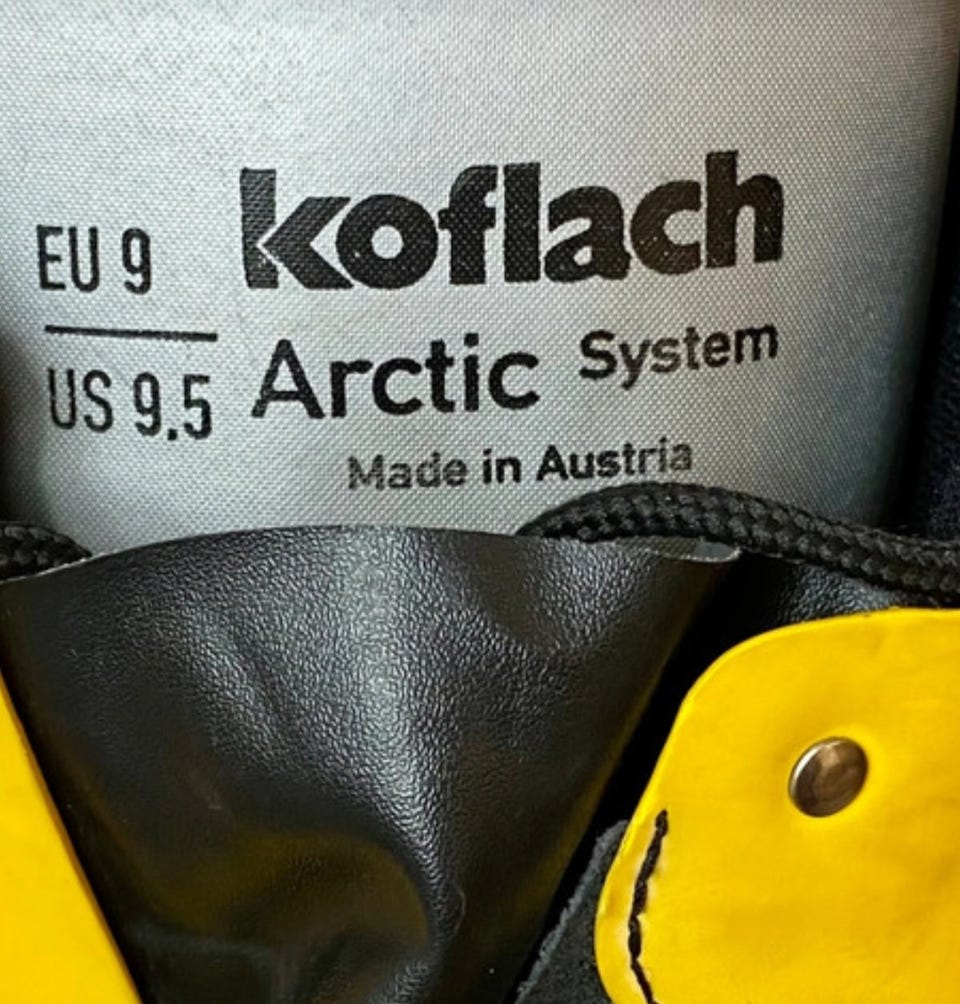 koflach
EU 9
US 9.5
Arctic System
Made in Austria